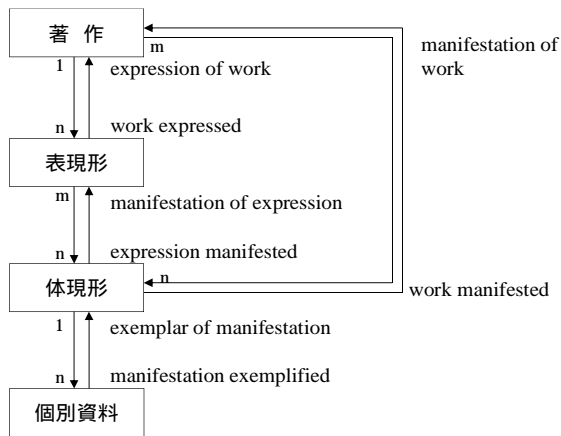 著 作
m
manifestation of
work
1
expression of work
n
work expressed
表現形
m
manifestation of expression
n
expression manifested
n
体現形
work manifested
1
exemplar of manifestation
n
manifestation exemplified
個別資料